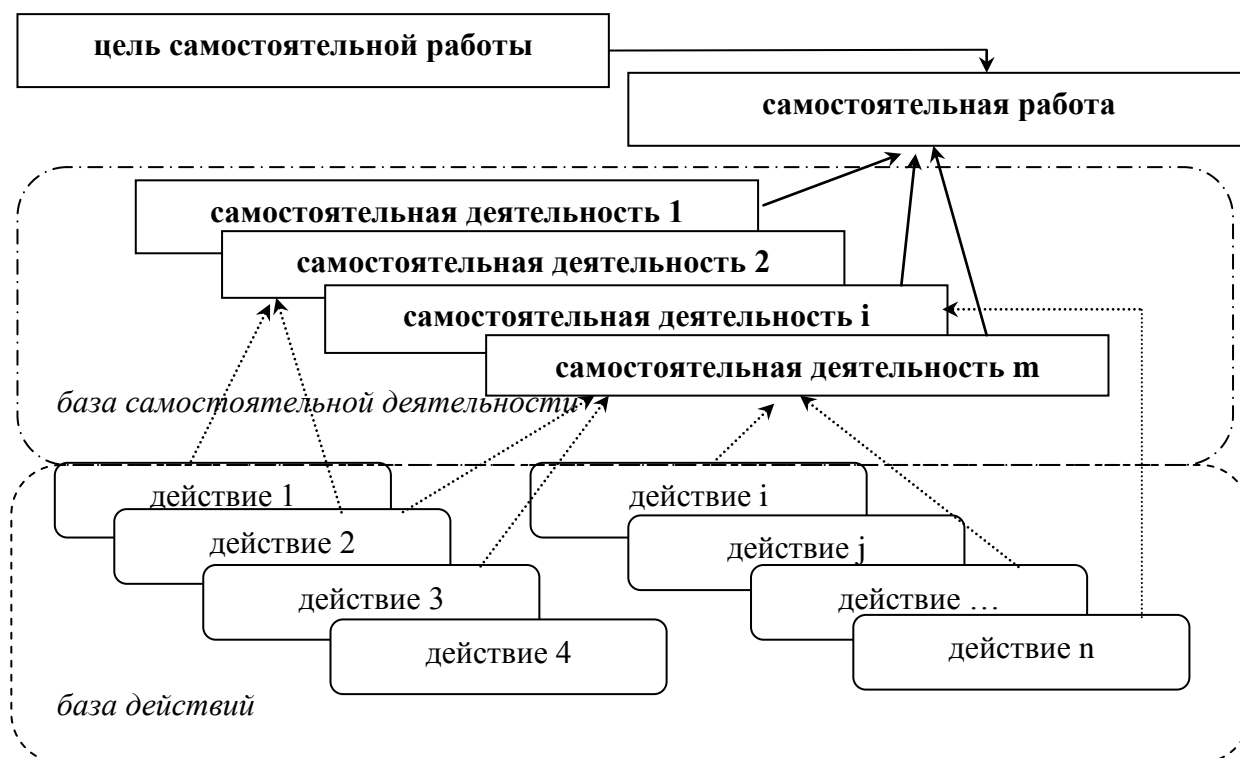 цель самостоятельной работы
самостоятельная работа
самостоятельная деятельность 1
самостоятельная деятельность 2
самостоятельная деятельность i
самостоятельная деятельность m
база самостоятельной деятельности
действие 1
действие 2
действие 3
действие 4
действие i
действие j
действие …
действие n
база действий